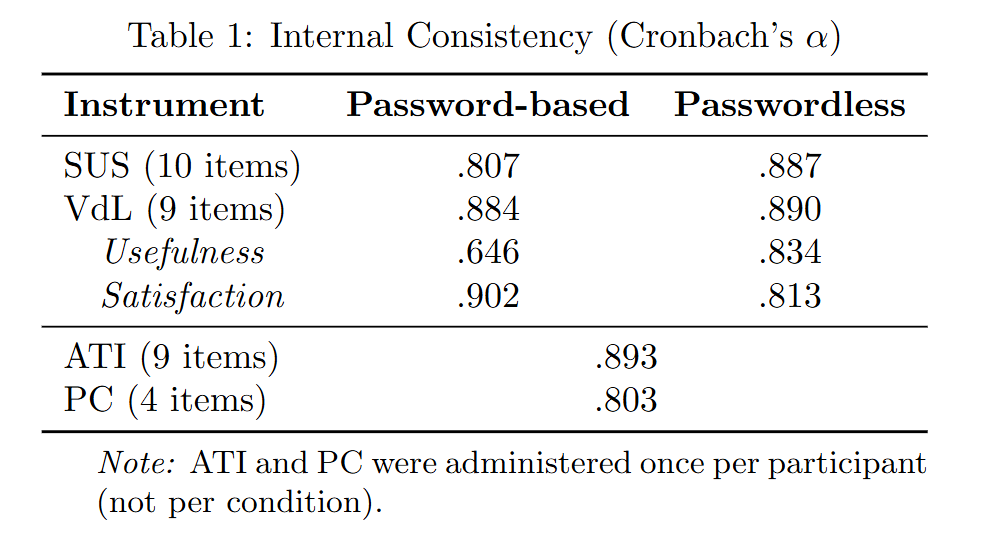 Table 1: Internal Consistency (Cronbach's α)
Instrument Password-based Passwordless
SUS (10 items) .807 .887
VdL (9 items) .884 .890
Usefulness .646 .834
Satisfaction .902 .813
ATI (9 items) .893
PC (4 items) .803
Note: ATI and PC were administered once per participant
(not per condition).